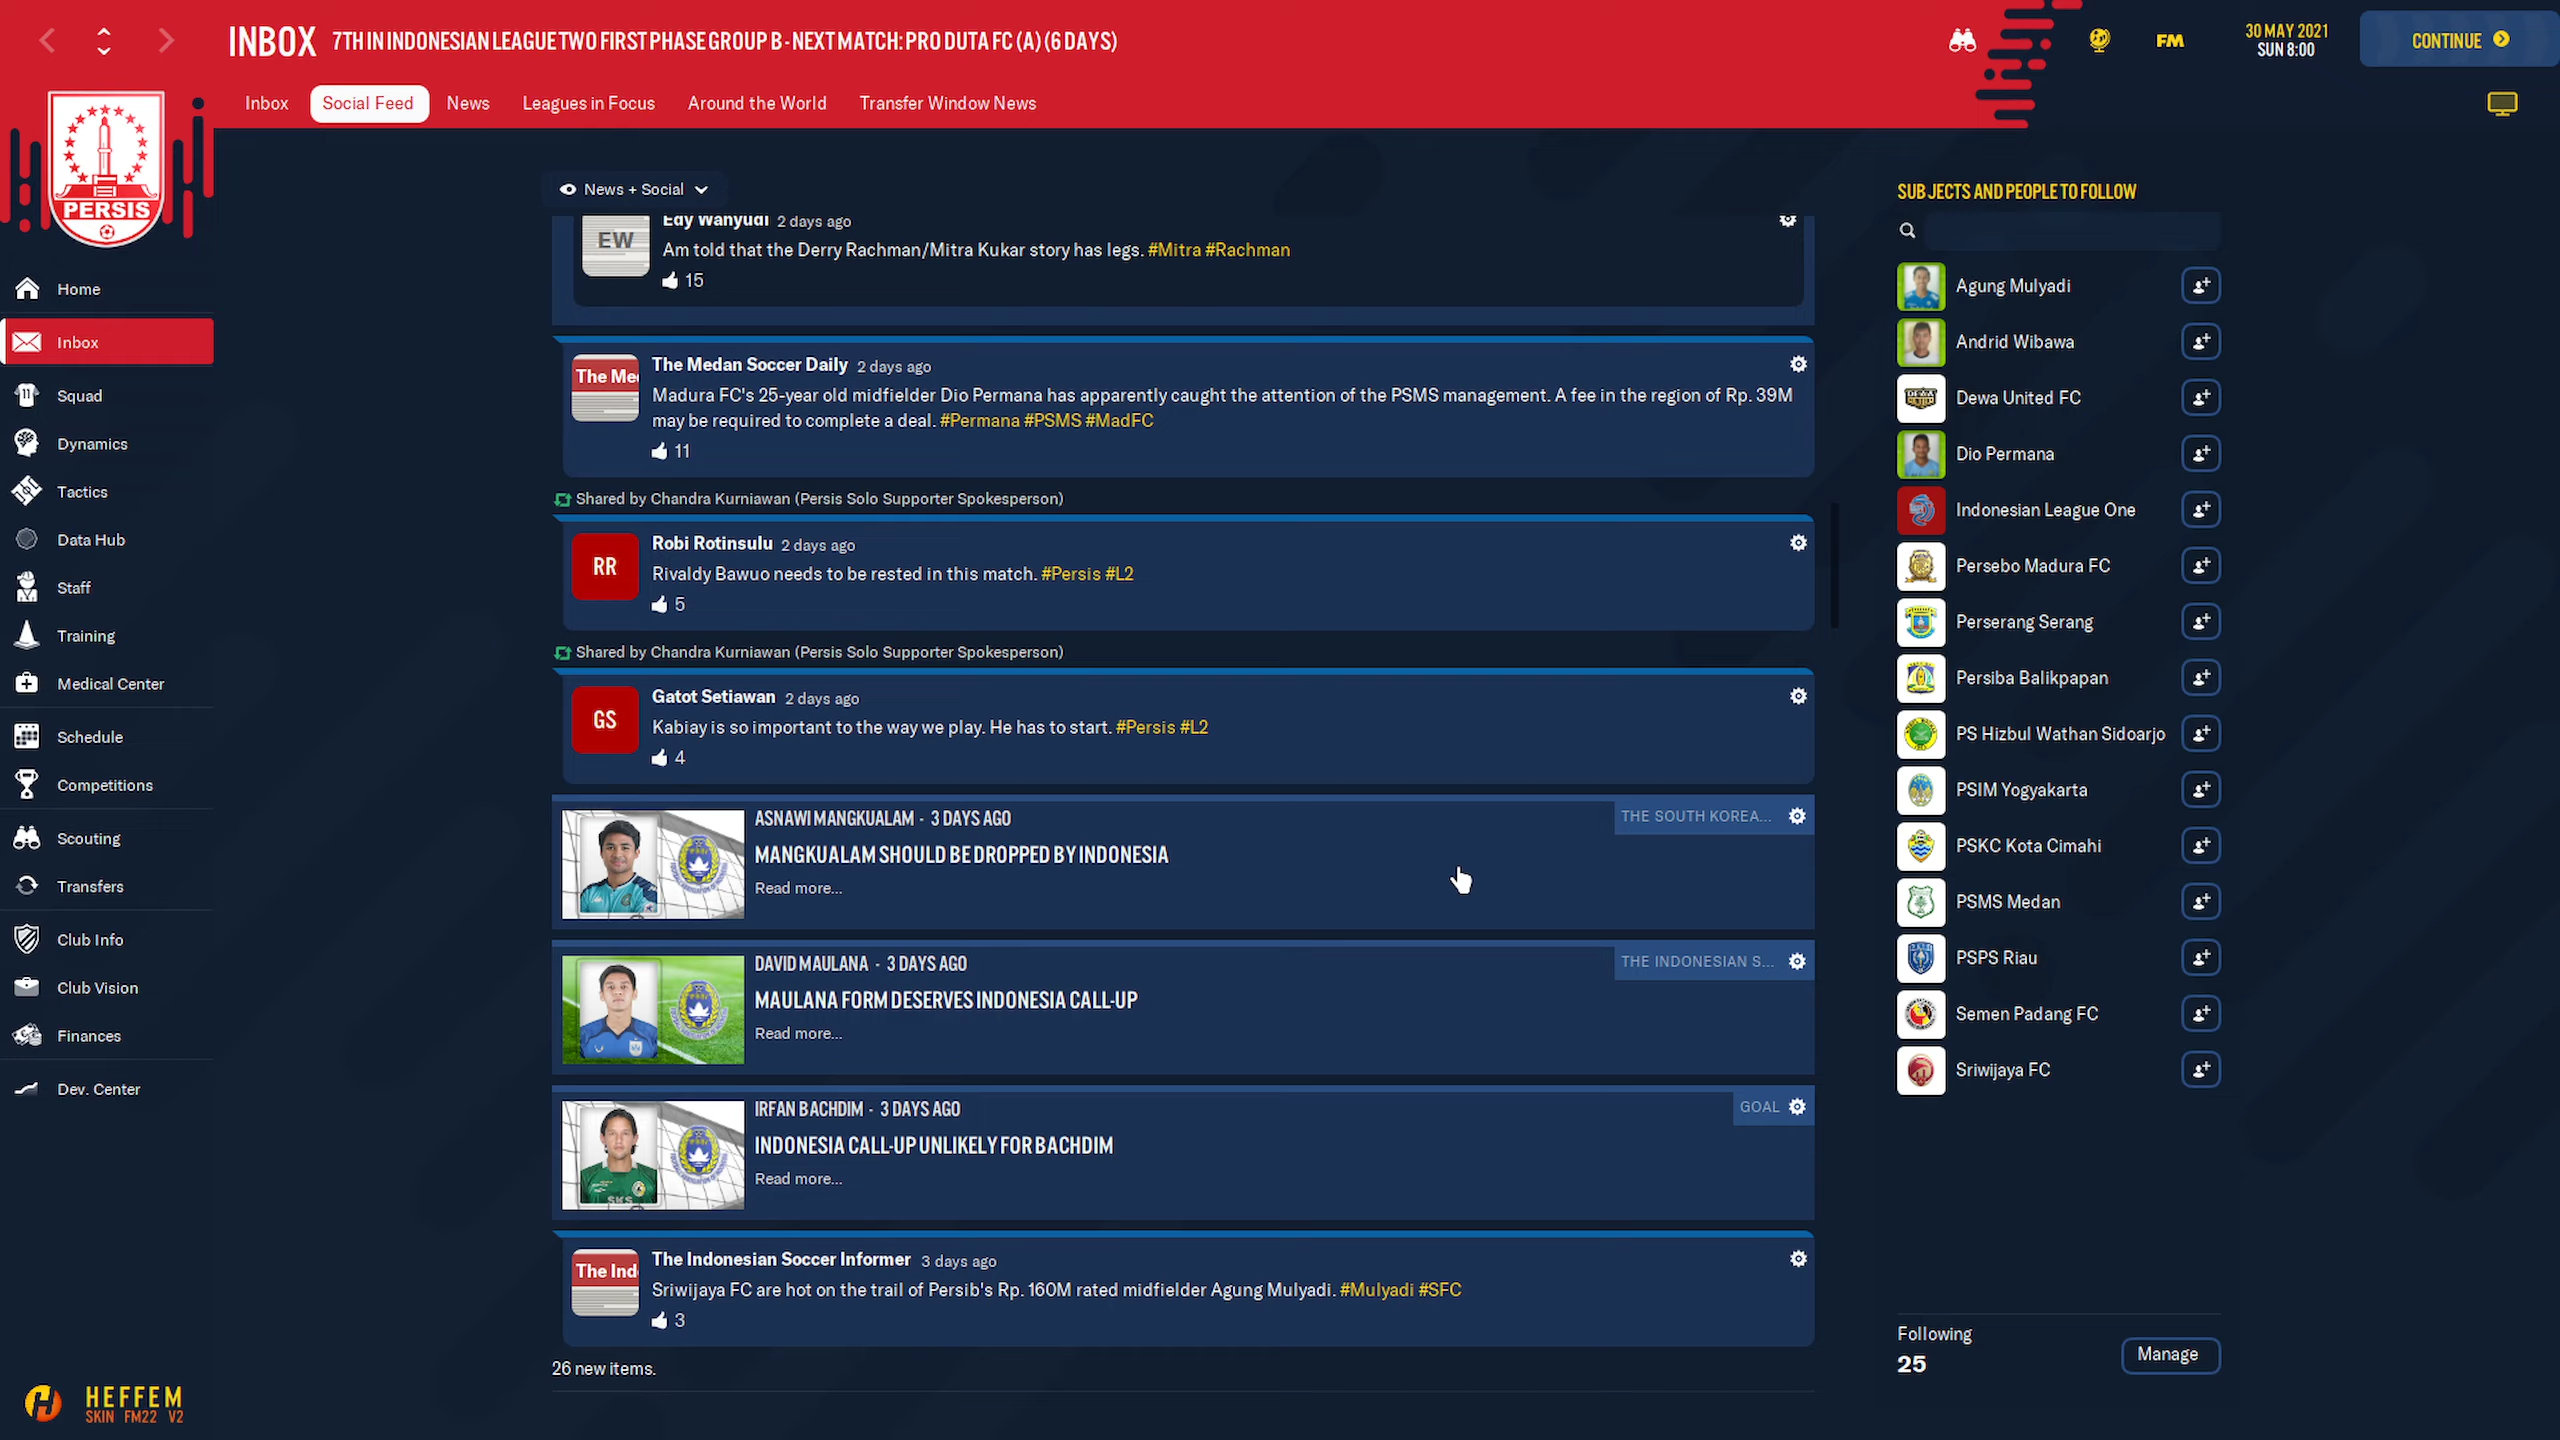 INBOX
7TH IN INDONESIAN LEAGUE TWO FIRST PHASE GROUP B - NEXT MATCH: PRO DUTA FC (A) (6 DAYS)
FM
30 MAY 2021
SUN 8:00
CONTINUE
Inbox
Social Feed
News
Leagues in Focus
Around the World
Transfer Window News
PERSIS
Home
Inbox
Squad
Dynamics
Tactics
Data Hub
Staff
Training
Medical Center
Schedule
Competitions
Scouting
Transfers
Club Info
Club Vision
Finances
Dev. Center
HEFFEM
SKIN FM22 V2
News + Social
EW
Edy Wahyudi 2 days ago
Am told that the Derry Rachman/Mitra Kukar story has legs. #Mitra #Rachman
15
The Med
The Medan Soccer Daily 2 days ago
Madura FC's 25-year old midfielder Dio Permana has apparently caught the attention of the PSMS management. A fee in the region of Rp. 39M
may be required to complete a deal. #Permana #PSMS #MadFC
11
Shared by Chandra Kurniawan (Persis Solo Supporter Spokesperson)
RR
Robi Rotinsulu 2 days ago
Rivaldy Bawuo needs to be rested in this match. #Persis #L2
5
Shared by Chandra Kurniawan (Persis Solo Supporter Spokesperson)
GS
Gatot Setiawan 2 days ago
Kabiay is so important to the way we play. He has to start. #Persis #L2
4
ASNAWI MANGKUALAM - 3 DAYS AGO
THE SOUTH KOREA...
MANGKUALAM SHOULD BE DROPPED BY INDONESIA
Read more...
DAVID MAULANA - 3 DAYS AGO
THE INDONESIAN S...
MAULANA FORM DESERVES INDONESIA CALL-UP
Read more...
IRFAN BACHDIM - 3 DAYS AGO
GOAL
INDONESIA CALL-UP UNLIKELY FOR BACHDIM
Read more...
SKS
The Ind
The Indonesian Soccer Informer 3 days ago
Sriwijaya FC are hot on the trail of Persib's Rp. 160M rated midfielder Agung Mulyadi. #Mulyadi #SFC
3
26 new items.
SUBJECTS AND PEOPLE TO FOLLOW
Agung Mulyadi
Andrid Wibawa
Dewa United FC
Dio Permana
Indonesian League One
Persebo Madura FC
Perserang Serang
Persiba Balikpapan
PS Hizbul Wathan Sidoarjo
PSIM Yogyakarta
PSKC Kota Cimahi
PSMS Medan
PSPS Riau
Semen Padang FC
Sriwijaya FC
Following
25
Manage